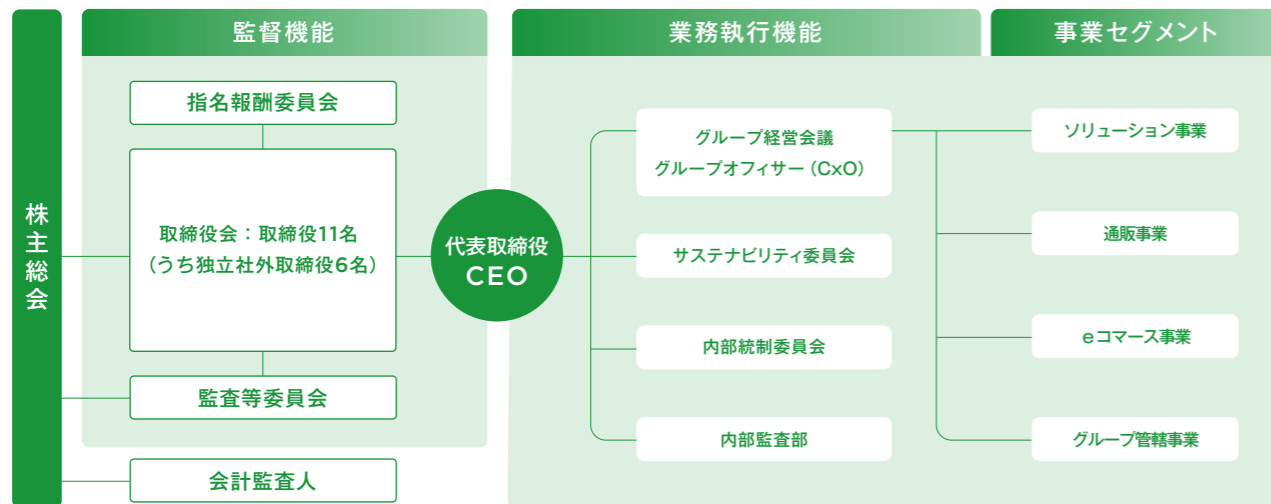 株主総会
監督機能
指名報酬委員会
取締役会：取締役11名
（うち独立社外取締役6名）
監査等委員会
会計監査人
代表取締役
CEO
業務執行機能
グループ経営会議
グループオフィサー（CxO）
サステナビリティ委員会
内部統制委員会
内部監査部
事業セグメント
ソリューション事業
通販事業
eコマース事業
グループ管轄事業